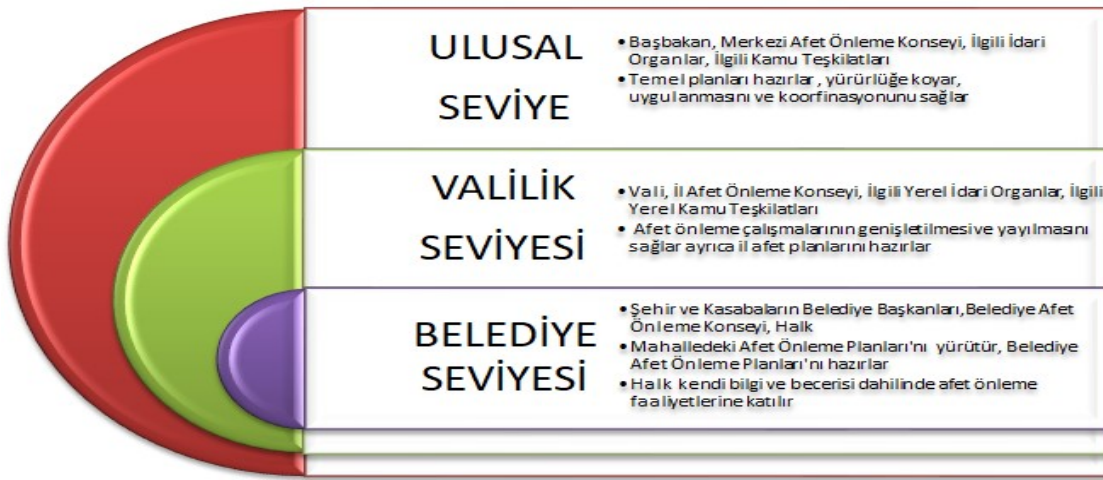 ULUSAL
SEVİYE
• Başbakan, Merkezi Afet Önleme Konseyi, İlgili İdari
Organlar, İlgili Kamu Teşkilatları
• Temel planları hazırlar , yürürlüğe koyar,
uygulanmasını ve koorfinasyonunu sağlar
VALİLİK
SEVİYESİ
• Vali, İl Afet Önleme Konseyi, İlgili Yerel İdari Organlar, İlgili
Yerel Kamu Teşkilatları
• Afet önleme çalışmalarının genişletilmesi ve yayılmasını
sağlar ayrıca il afet planlarını hazırlar
BELEDİYE
SEVİYESİ
• Şehir ve Kasabaların Belediye Başkanları, Belediye Afet
Önleme Konseyi, Halk
• Mahalledeki Afet Önleme Planları'nı yürütür, Belediye
Afet Önleme Planları'nı hazırlar
• Halk kendi bilgi ve becerisi dahilinde afet önleme
faaliyetlerine katılır